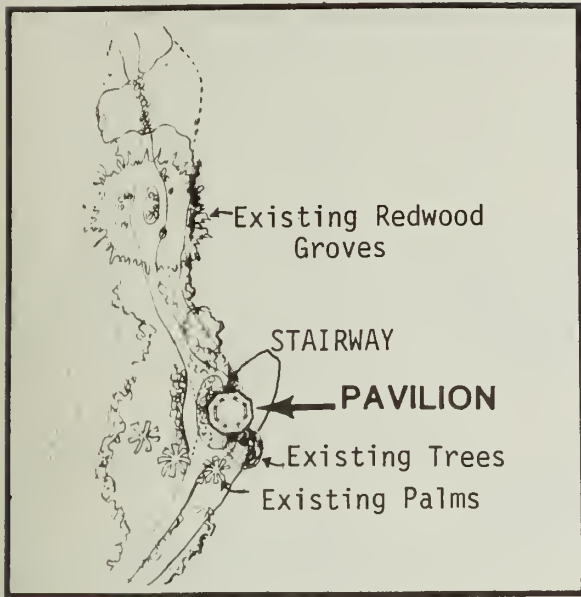 Existing Redwood
Groves
STAIRWAY
PAVILION
Existing Trees
Existing Palms